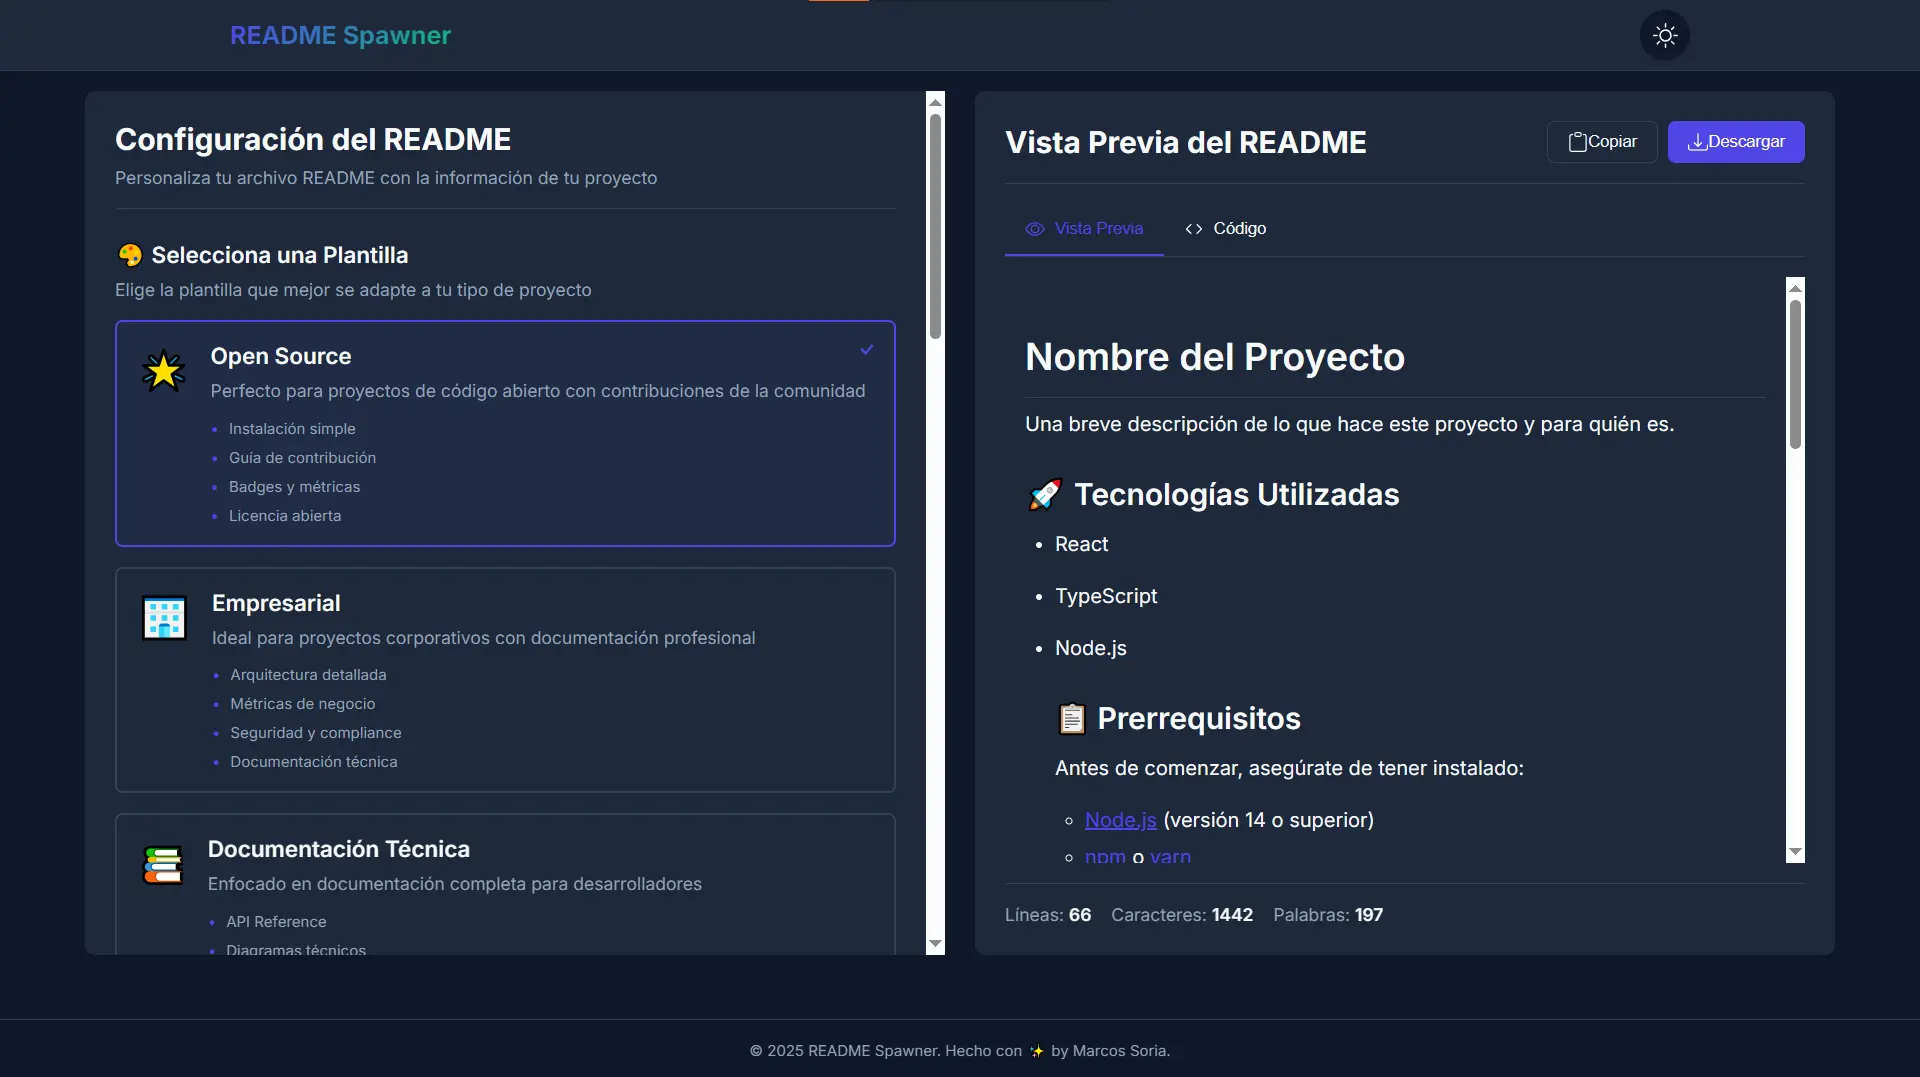 README Spawner
Configuración del README
Personaliza tu archivo README con la información de tu proyecto
🎨 Selecciona una Plantilla
Elige la plantilla que mejor se adapte a tu tipo de proyecto
Open Source
Perfecto para proyectos de código abierto con contribuciones de la comunidad
• Instalación simple
• Guía de contribución
• Badges y métricas
• Licencia abierta
Empresarial
Ideal para proyectos corporativos con documentación profesional
• Arquitectura detallada
• Métricas de negocio
• Seguridad y compliance
• Documentación técnica
Documentación Técnica
Enfocado en documentación completa para desarrolladores
• API Reference
• Diagramas técnicos
Vista Previa del README
Copiar
Descargar
Vista Previa
<> Código
Nombre del Proyecto
Una breve descripción de lo que hace este proyecto y para quién es.
🚀 Tecnologías Utilizadas
• React
• TypeScript
• Node.js
📋 Prerrequisitos
Antes de comenzar, asegúrate de tener instalado:
◦ Node.js (versión 14 o superior)
◦ npm o yarn
Líneas: 66 Caracteres: 1442 Palabras: 197
© 2025 README Spawner. Hecho con ✨ by Marcos Soria.